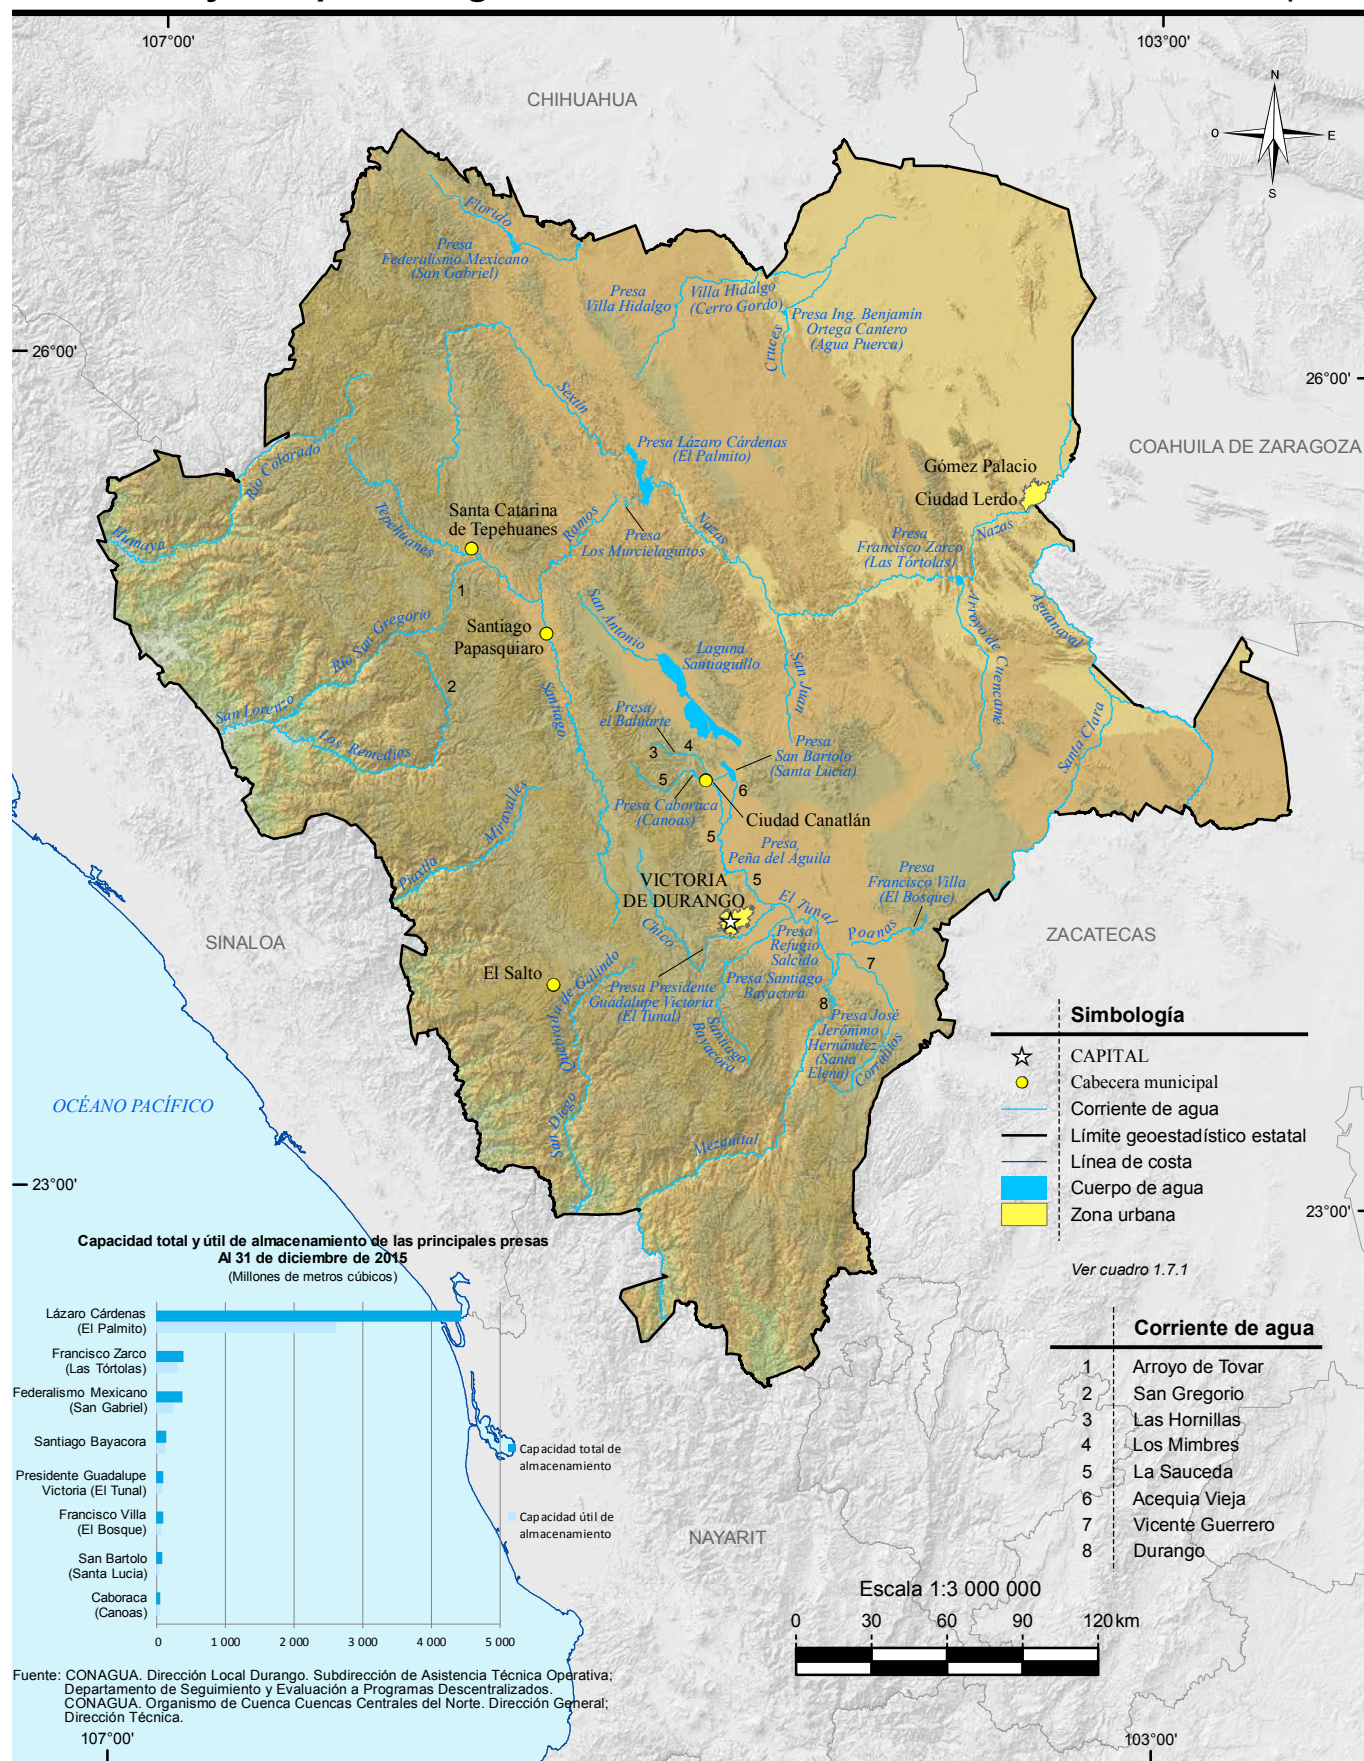 107°00'
103°00'
CHIHUAHUA
N
O
E
S
Florido
Presa
Federalismo Mexicano
(San Gabriel)
Presa
Villa Hidalgo
Villa Hidalgo
(Cerro Gordo)
Cruces
Presa Ing. Benjamín
Ortega Cantero
(Agua Puerca)
26°00'
26°00'
Sextín
Presa Lázaro Cárdenas
(El Palmito)
COAHUILA DE ZARAGOZA
Gómez Palacio
Ciudad Lerdo
Río Colorado
Humaya
Tepehuanes
Santa Catarina
de Tepehuanes
Ramos
Presa
Los Murcielaguitos
Nazas
Nazas
Presa
Francisco Zarco
(Las Tórtolas)
1
Río San Gregorio
Santiago
Papasquiaro
San Antonio
Laguna
Santiaguillo
San Juan
Arroyo de Cuencamé
Aguanaval
2
San Lorenzo
Los Remedios
Santiago
Presa
el Baluarte
3
4
5
Presa
San Bartolo
(Santa Lucia)
6
Santa Clara
Presa Caboraca
(Canoas)
Ciudad Canatlán
5
Presa
Peña del Aguila
Miravalles
Piaxtla
VICTORIA
DE DURANGO
5
El Tunal
Presa
Francisco Villa
(El Bosque)
Poanas
Chico
Presa
Refugio
Salcido
7
SINALOA
ZACATECAS
El Salto
Quebrada de Galindo
Presa Presidente
Guadalupe Victoria
(El Tunal)
Presa Santiago
Bayacora
8
Santiago
Bayacora
Presa José
Jerónimo
Hernández
(Santa
Elena)
Corralitos
San Diego
Mezquital
OCÉANO PACÍFICO
Simbología
CAPITAL
Cabecera municipal
Corriente de agua
Límite geoestadístico estatal
Línea de costa
Cuerpo de agua
Zona urbana
23°00'
23°00'
Ver cuadro 1.7.1
Capacidad total y útil de almacenamiento de las principales presas
Al 31 de diciembre de 2015
(Millones de metros cúbicos)
Lázaro Cárdenas
(El Palmito)
Francisco Zarco
(Las Tórtolas)
Federalismo Mexicano
(San Gabriel)
Santiago Bayacora
Presidente Guadalupe
Victoria (El Tunal)
Francisco Villa
(El Bosque)
San Bartolo
(Santa Lucia)
Caboraca
(Canoas)
0 1 000 2 000 3 000 4 000 5 000
Capacidad total de
almacenamiento
Capacidad útil de
almacenamiento
Corriente de agua
1 Arroyo de Tovar
2 San Gregorio
3 Las Hornillas
4 Los Mimbres
5 La Sauceda
6 Acequia Vieja
7 Vicente Guerrero
8 Durango
NAYARIT
Escala 1:3 000 000
0 30 60 90 120 km
Fuente: CONAGUA. Dirección Local Durango. Subdirección de Asistencia Técnica Operativa;
Departamento de Seguimiento y Evaluación a Programas Descentralizados.
CONAGUA. Organismo de Cuenca Cuencas Centrales del Norte. Dirección General;
Dirección Técnica.
107°00'
103°00'